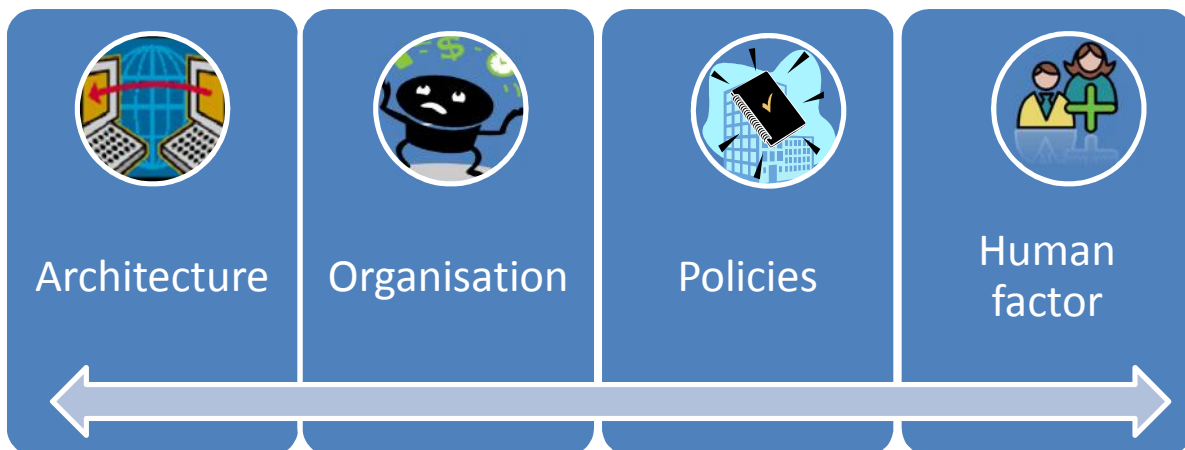 Architecture
Organisation
Policies
Human
factor